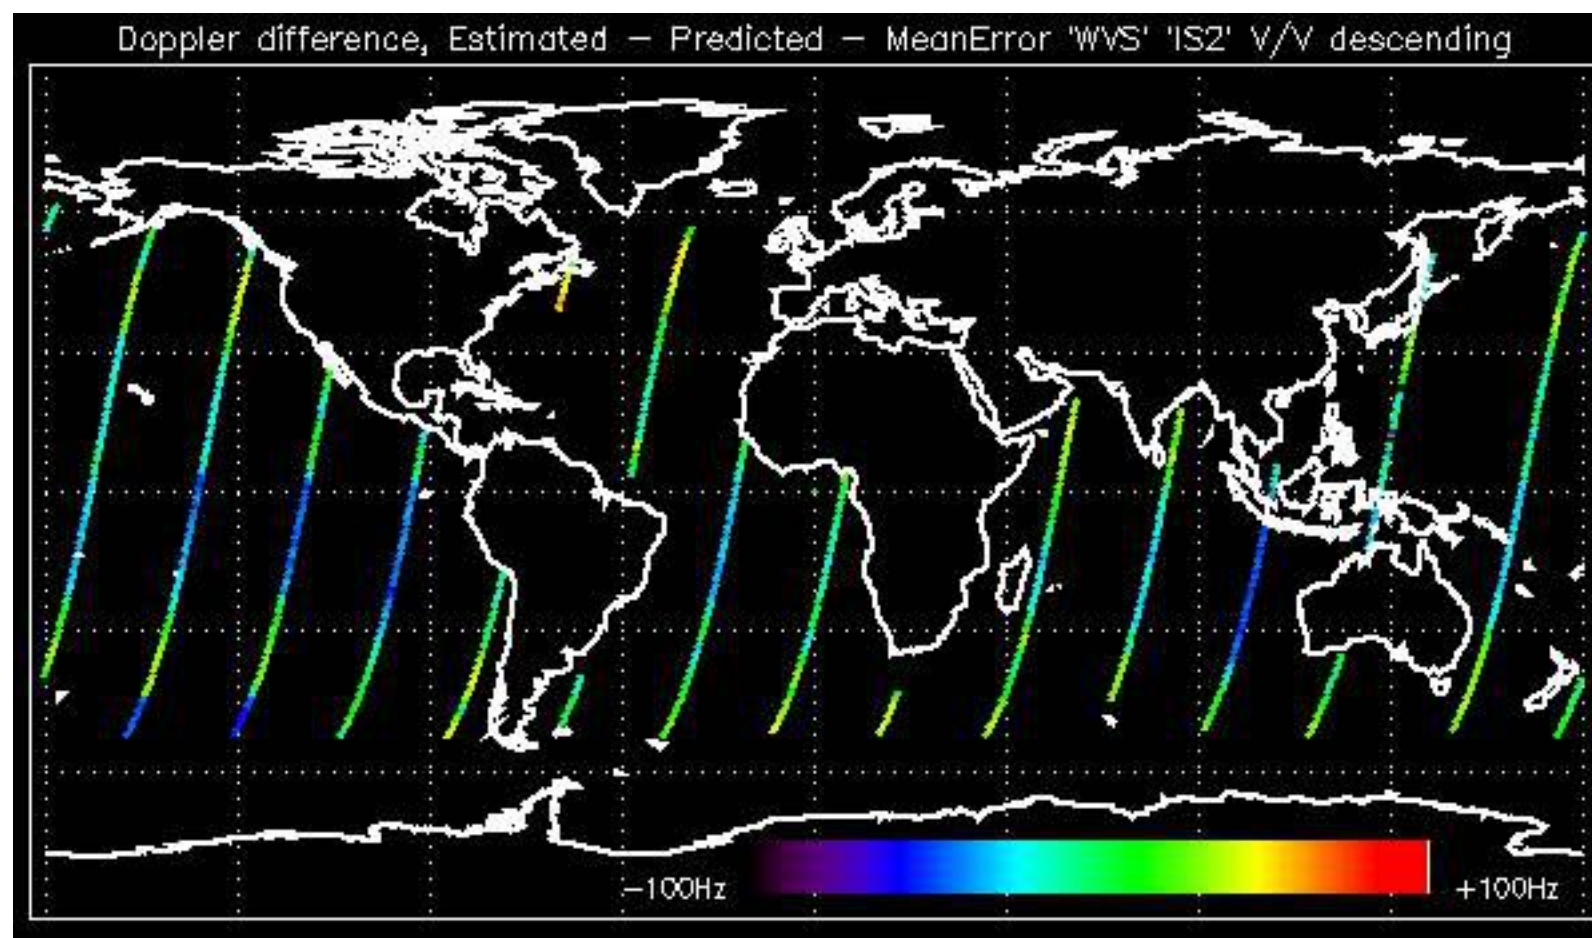 Doppler difference, Estimated – Predicted – MeanError 'WVS' 'IS2' V/V descending
–100Hz +100Hz